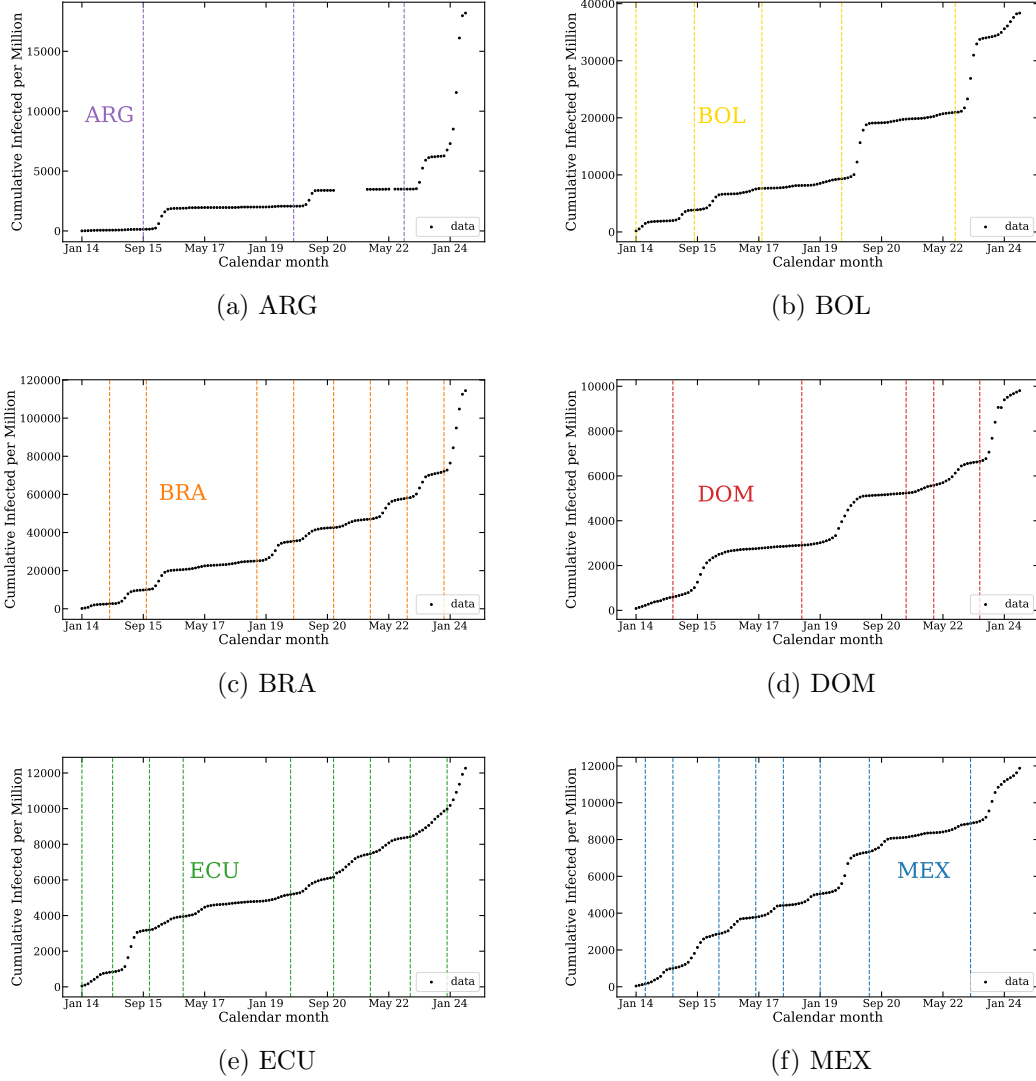 Cumulative Infected per Million
15000
10000
5000
0
ARG
data
Jan 14 Sep 15 May 17 Jan 19 Sep 20 May 22 Jan 24
Calendar month
(a) ARG
Cumulative Infected per Million
40000
30000
20000
10000
0
BOL
data
Jan 14 Sep 15 May 17 Jan 19 Sep 20 May 22 Jan 24
Calendar month
(b) BOL
Cumulative Infected per Million
120000
100000
80000
60000
40000
20000
0
BRA
data
Jan 14 Sep 15 May 17 Jan 19 Sep 20 May 22 Jan 24
Calendar month
(c) BRA
Cumulative Infected per Million
10000
8000
6000
4000
2000
0
DOM
data
Jan 14 Sep 15 May 17 Jan 19 Sep 20 May 22 Jan 24
Calendar month
(d) DOM
Cumulative Infected per Million
12000
10000
8000
6000
4000
2000
0
ECU
data
Jan 14 Sep 15 May 17 Jan 19 Sep 20 May 22 Jan 24
Calendar month
(e) ECU
Cumulative Infected per Million
12000
10000
8000
6000
4000
2000
0
MEX
data
Jan 14 Sep 15 May 17 Jan 19 Sep 20 May 22 Jan 24
Calendar month
(f) MEX